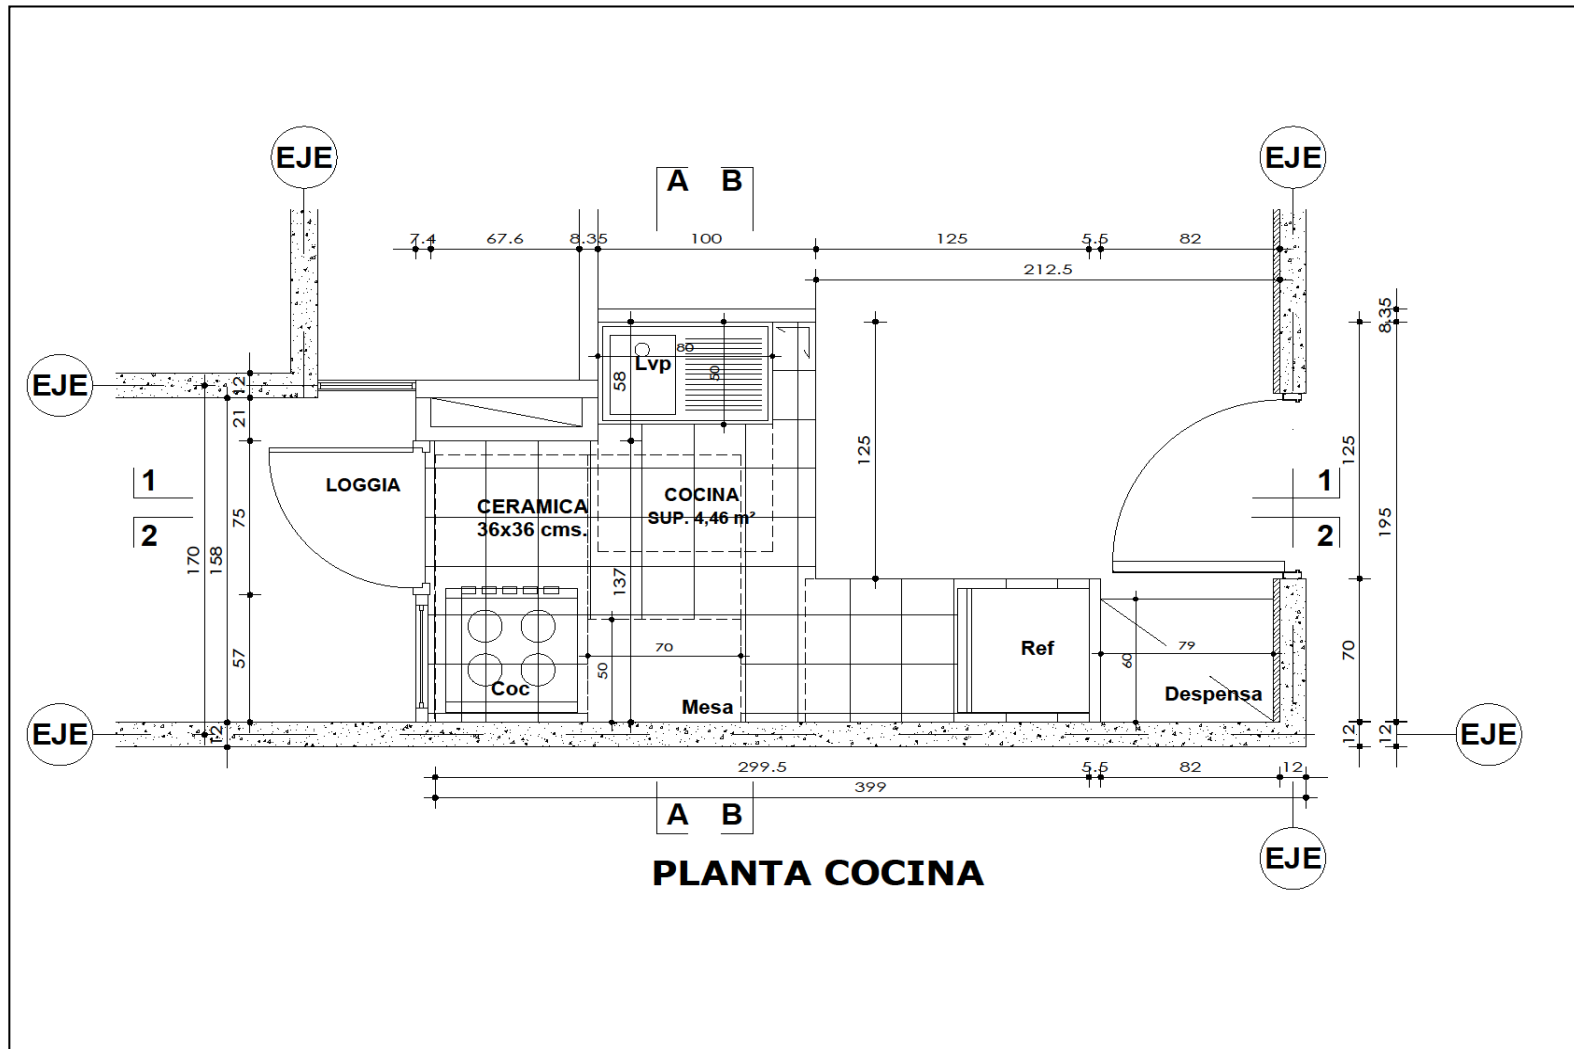 EJE
EJE
A B
7.4 67.6 8.35 100 125 5.5 82
212.5
8.35
EJE
12
21
Lvp
80
58
50
125
125
1
LOGGIA
CERAMICA
36x36 cms.
COCINA
SUP. 4,46 m²
1
2
2
75
170
158
195
137
57
50
70
Coc
Mesa
Ref
60
79
Despensa
70
EJE
12
12
12
EJE
299.5 5.5 82 12
399
A B
EJE
PLANTA COCINA